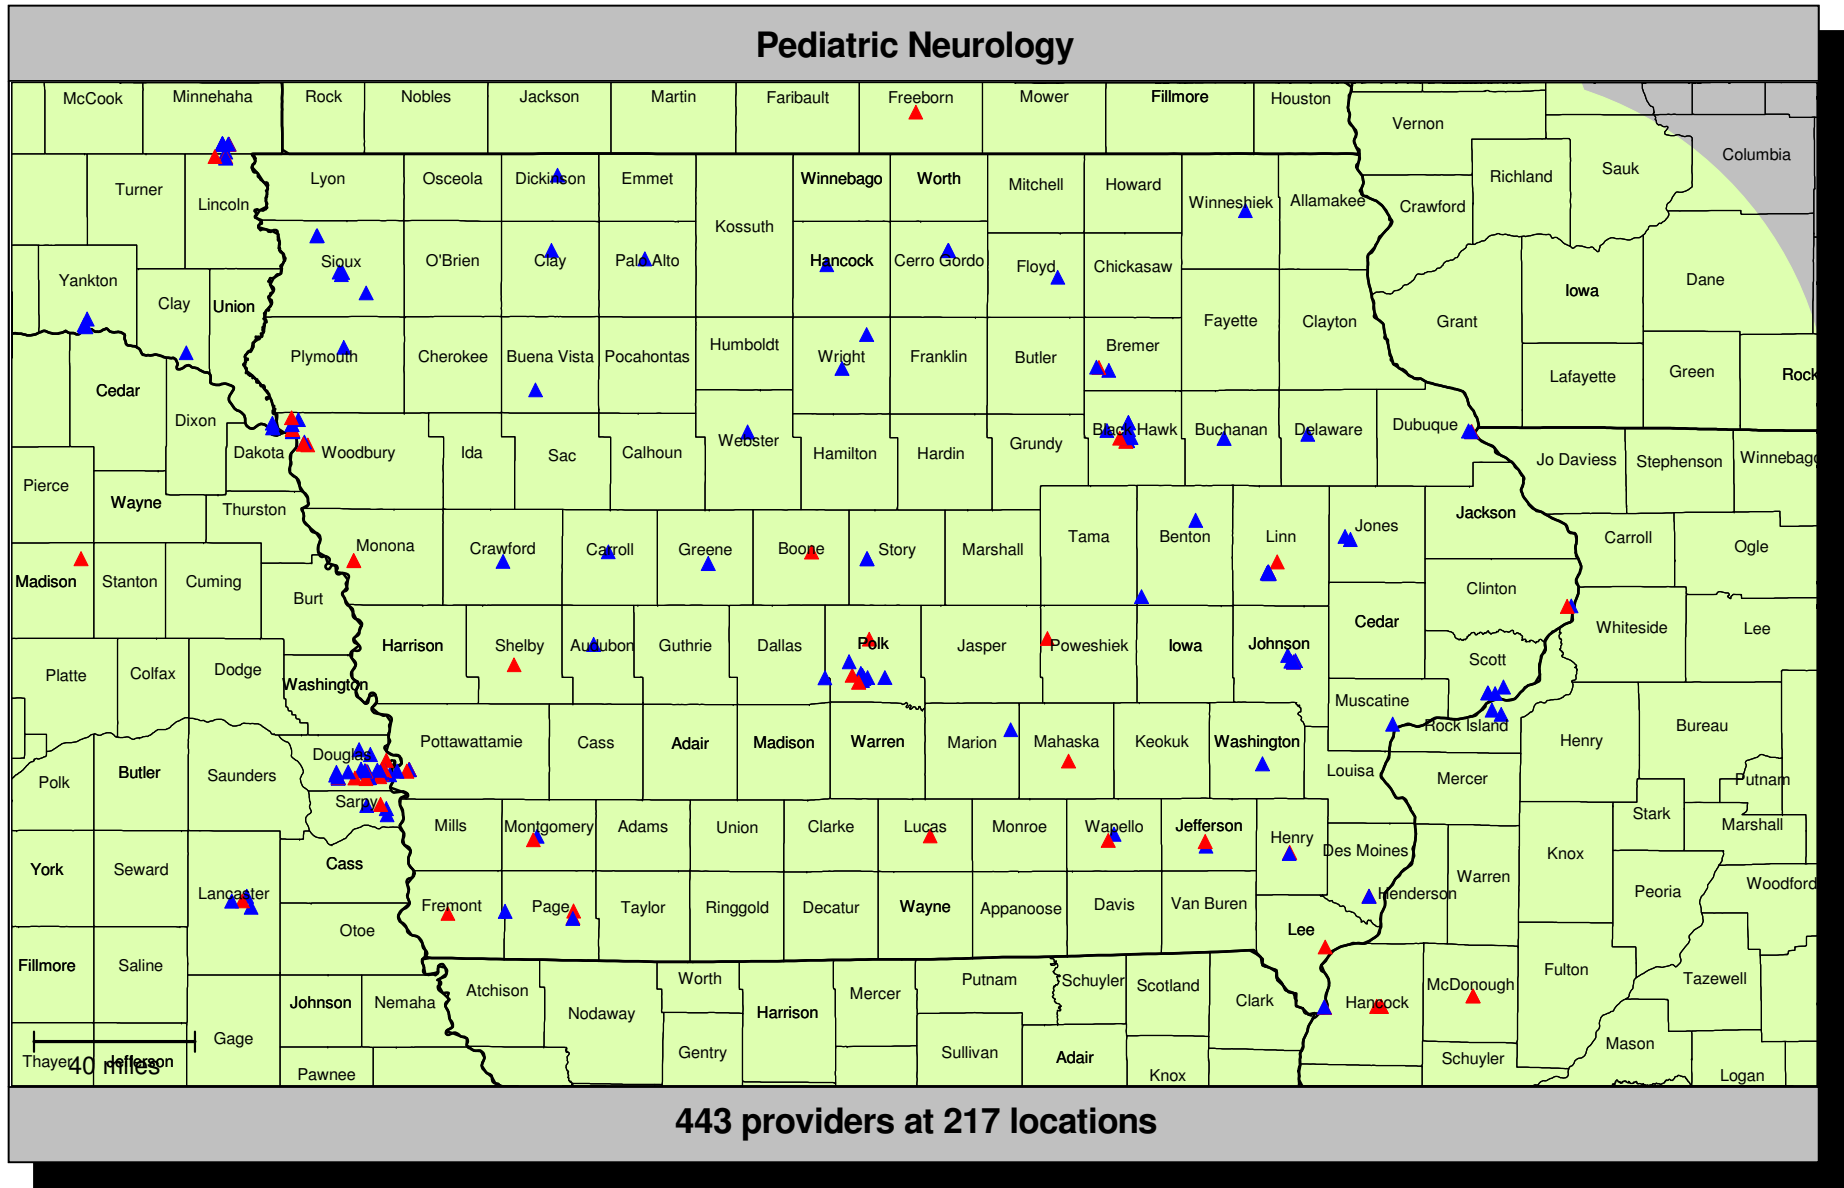 Pediatric Neurology
McCook Minnehaha Rock Nobles Jackson Martin Faribault Freeborn Mower Fillmore Houston
Vernon
Columbia
Turner Lincoln Lyon Osceola Dickinson Emmet Winnebago Worth Mitchell Howard Winneshiek Allamakee Crawford Richland Sauk
Kossuth
Yankton Clay Union Sioux O'Brien Clay Palo Alto Hancock Cerro Gordo Floyd Chickasaw Iowa Dane
Fayette Clayton Grant
Cedar Plymouth Cherokee Buena Vista Pocahontas Humboldt Wright Franklin Butler Bremer Lafayette Green Rock
Dixon Dakota Woodbury Ida Sac Calhoun Webster Hamilton Hardin Grundy Black Hawk Buchanan Delaware Dubuque Jo Daviess Stephenson Winnebago
Pierce Wayne Thurston
Jackson
Monona Crawford Carroll Greene Boone Story Marshall Tama Benton Linn Jones Carroll Ogle
Madison Stanton Cuming Burt Clinton
Harrison Shelby Audubon Guthrie Dallas Polk Jasper Poweshiek Iowa Johnson Cedar Whiteside Lee
Platte Colfax Dodge Washington Scott
Muscatine Rock Island Bureau
Douglas Pottawattamie Cass Adair Madison Warren Marion Mahaska Keokuk Washington Henry
Polk Butler Saunders Louisa Mercer Putnam
Sarpy Mills Montgomery Adams Union Clarke Lucas Monroe Wapello Jefferson Henry Des Moines Stark Marshall
York Seward Cass Knox
Lancaster Fremont Page Taylor Ringgold Decatur Wayne Appanoose Davis Van Buren Henderson Warren Peoria Woodford
Otoe Lee
Fillmore Saline Fulton Tazewell
Johnson Nemaha Atchison Nodaway Worth Harrison Mercer Putnam Schuyler Scotland Clark Hancock McDonough
Gage Gentry Sullivan Adair Schuyler Mason
Thayer Jefferson
40 miles
Pawnee Knox Logan
443 providers at 217 locations